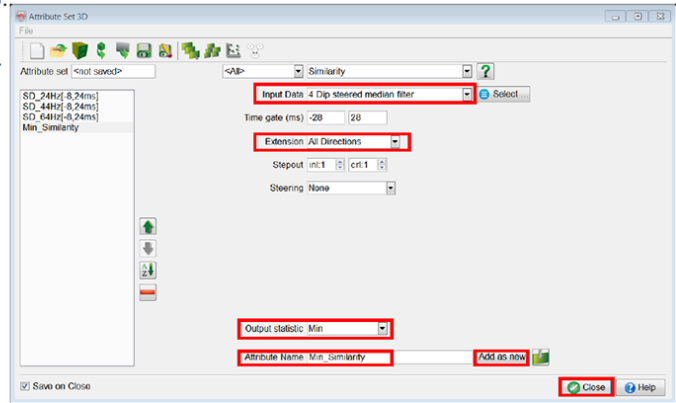 Attribute Set 3D
File
Attribute set <not saved> <All> Similarity ?
Input Data 4 Dip steered median filter Select ...
SD_24Hz[-8,24ms]
SD_44Hz[-8,24ms]
SD_64Hz[-8,24ms]
Min_Similarity
Time gate (ms) -28 28
Extension All Directions
Stepout inl:1 crl:1
Steering None
A
Z
Output statistic Min
Attribute Name Min_Similarity Add as new
Save on Close Close ? Help